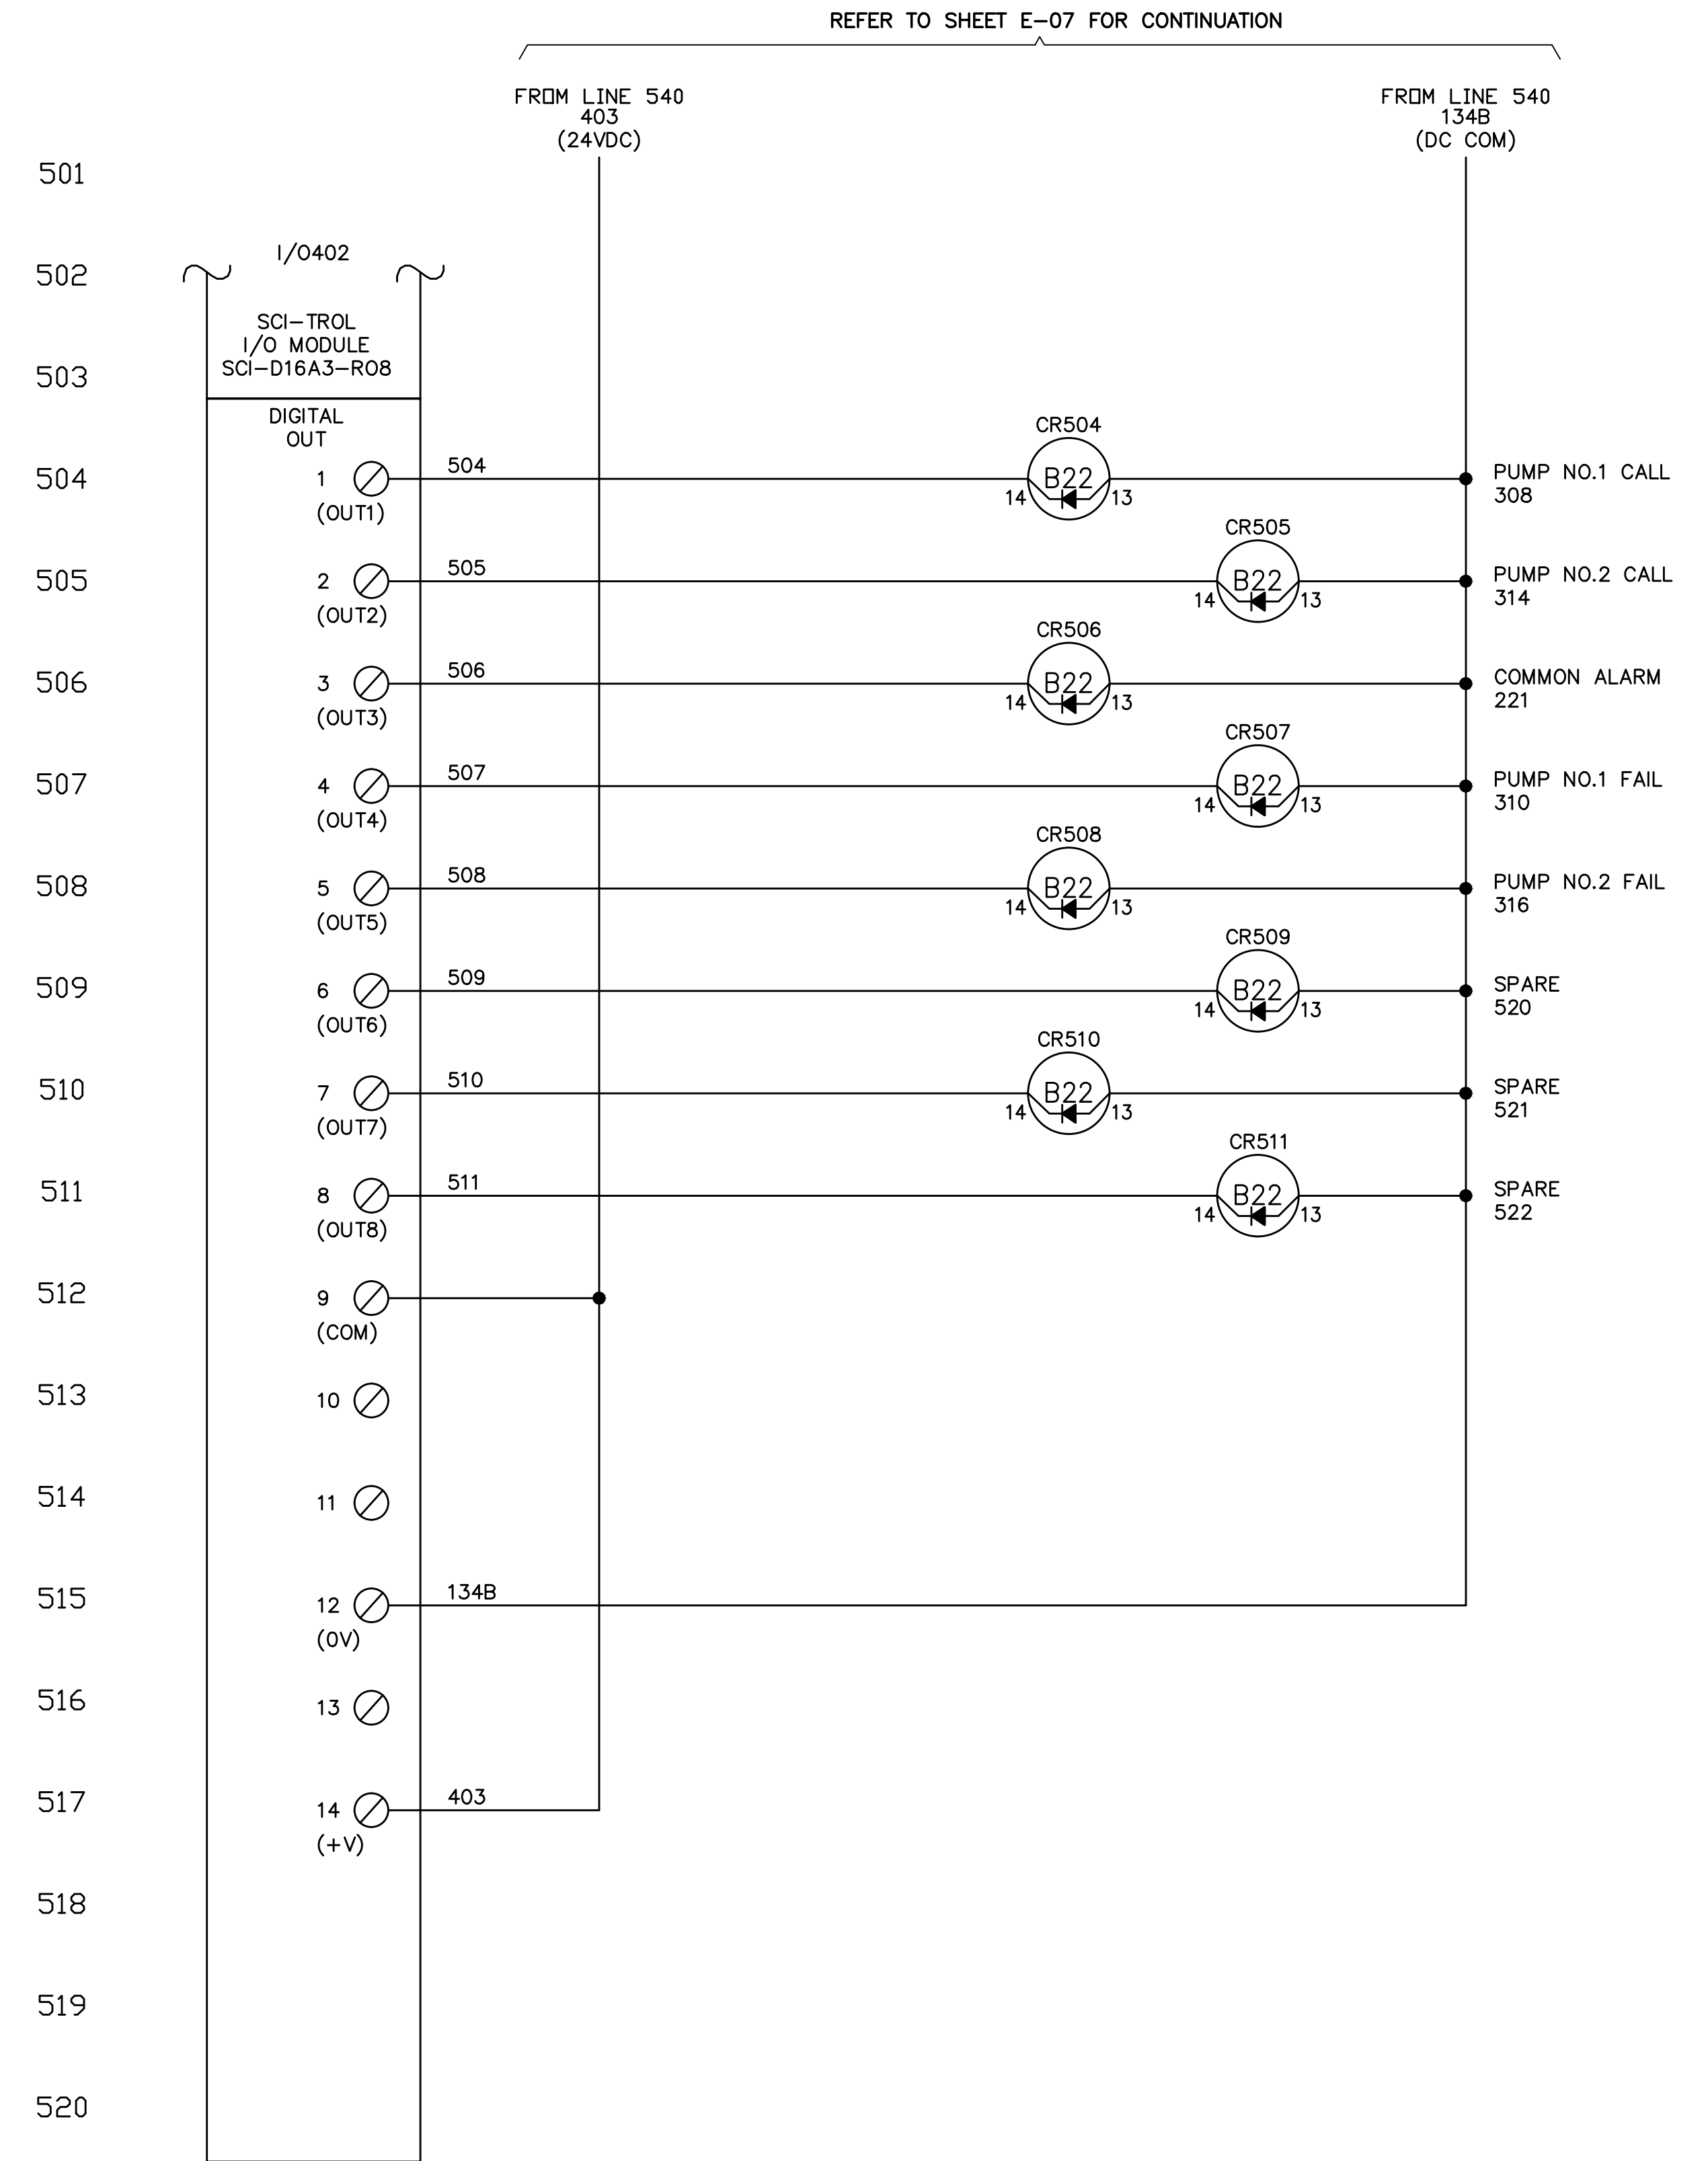 REFER TO SHEET E-07 FOR CONTINUATION
FROM LINE 540
403
(24VDC)
FROM LINE 540
134B
(DC COM)
501
502
I/O402
SCI-TROL
I/O MODULE
SCI-D16A3-RO8
503
DIGITAL
OUT
504
1
(OUT1)
504
CR504
B22
14
13
PUMP NO.1 CALL
308
505
2
(OUT2)
505
CR505
B22
14
13
PUMP NO.2 CALL
314
506
3
(OUT3)
506
CR506
B22
14
13
COMMON ALARM
221
507
4
(OUT4)
507
CR507
B22
14
13
PUMP NO.1 FAIL
310
508
5
(OUT5)
508
CR508
B22
14
13
PUMP NO.2 FAIL
316
509
6
(OUT6)
509
CR509
B22
14
13
SPARE
520
510
7
(OUT7)
510
CR510
B22
14
13
SPARE
521
511
8
(OUT8)
511
CR511
B22
14
13
SPARE
522
512
9
(COM)
513
10
514
11
515
12
(0V)
134B
516
13
517
14
(+V)
403
518
519
520